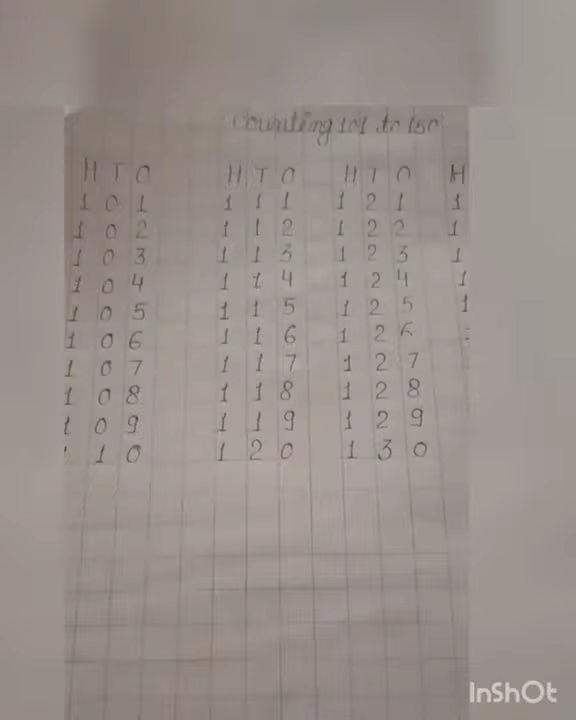 Counting 101 to 150
H T O H T O H T O H
1 0 1 1 1 1 1 2 1 1
1 0 2 1 1 2 1 2 2 1
1 0 3 1 1 3 1 2 3 1
1 0 4 1 1 4 1 2 4 1
1 0 5 1 1 5 1 2 5 1
1 0 6 1 1 6 1 2 6
1 0 7 1 1 7 1 2 7
1 0 8 1 1 8 1 2 8
1 0 9 1 1 9 1 2 9
1 0 1 2 0 1 3 0
InShOt